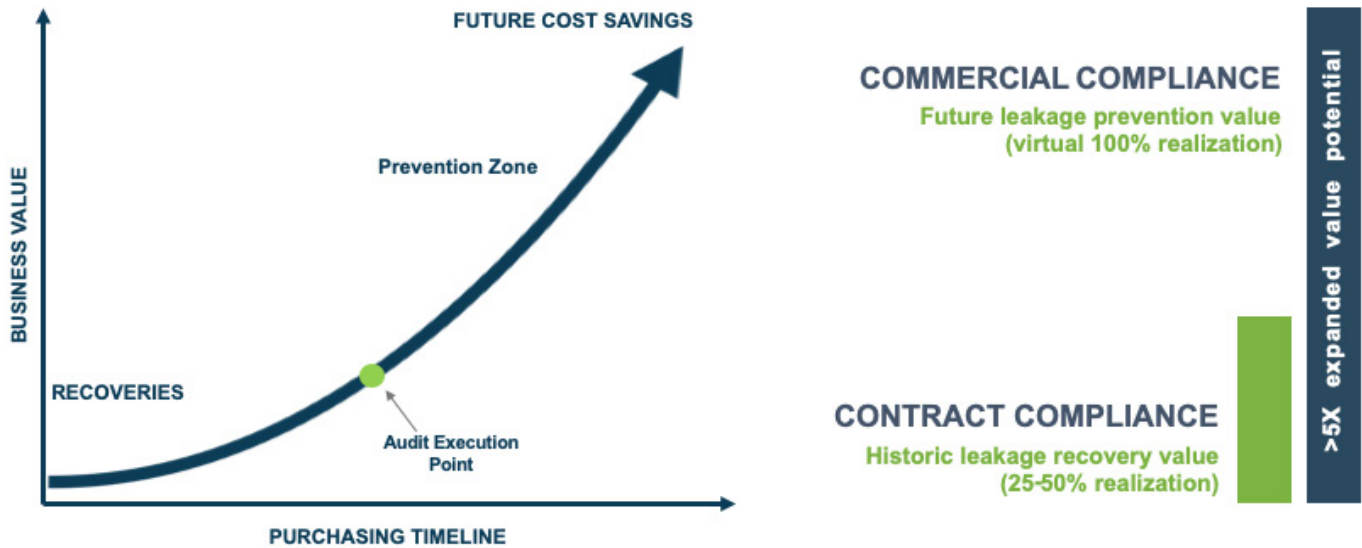 FUTURE COST SAVINGS
Prevention Zone
BUSINESS VALUE
RECOVERIES
Audit Execution
Point
PURCHASING TIMELINE
COMMERCIAL COMPLIANCE
Future leakage prevention value
(virtual 100% realization)
CONTRACT COMPLIANCE
Historic leakage recovery value
(25-50% realization)
>5X expanded value potential